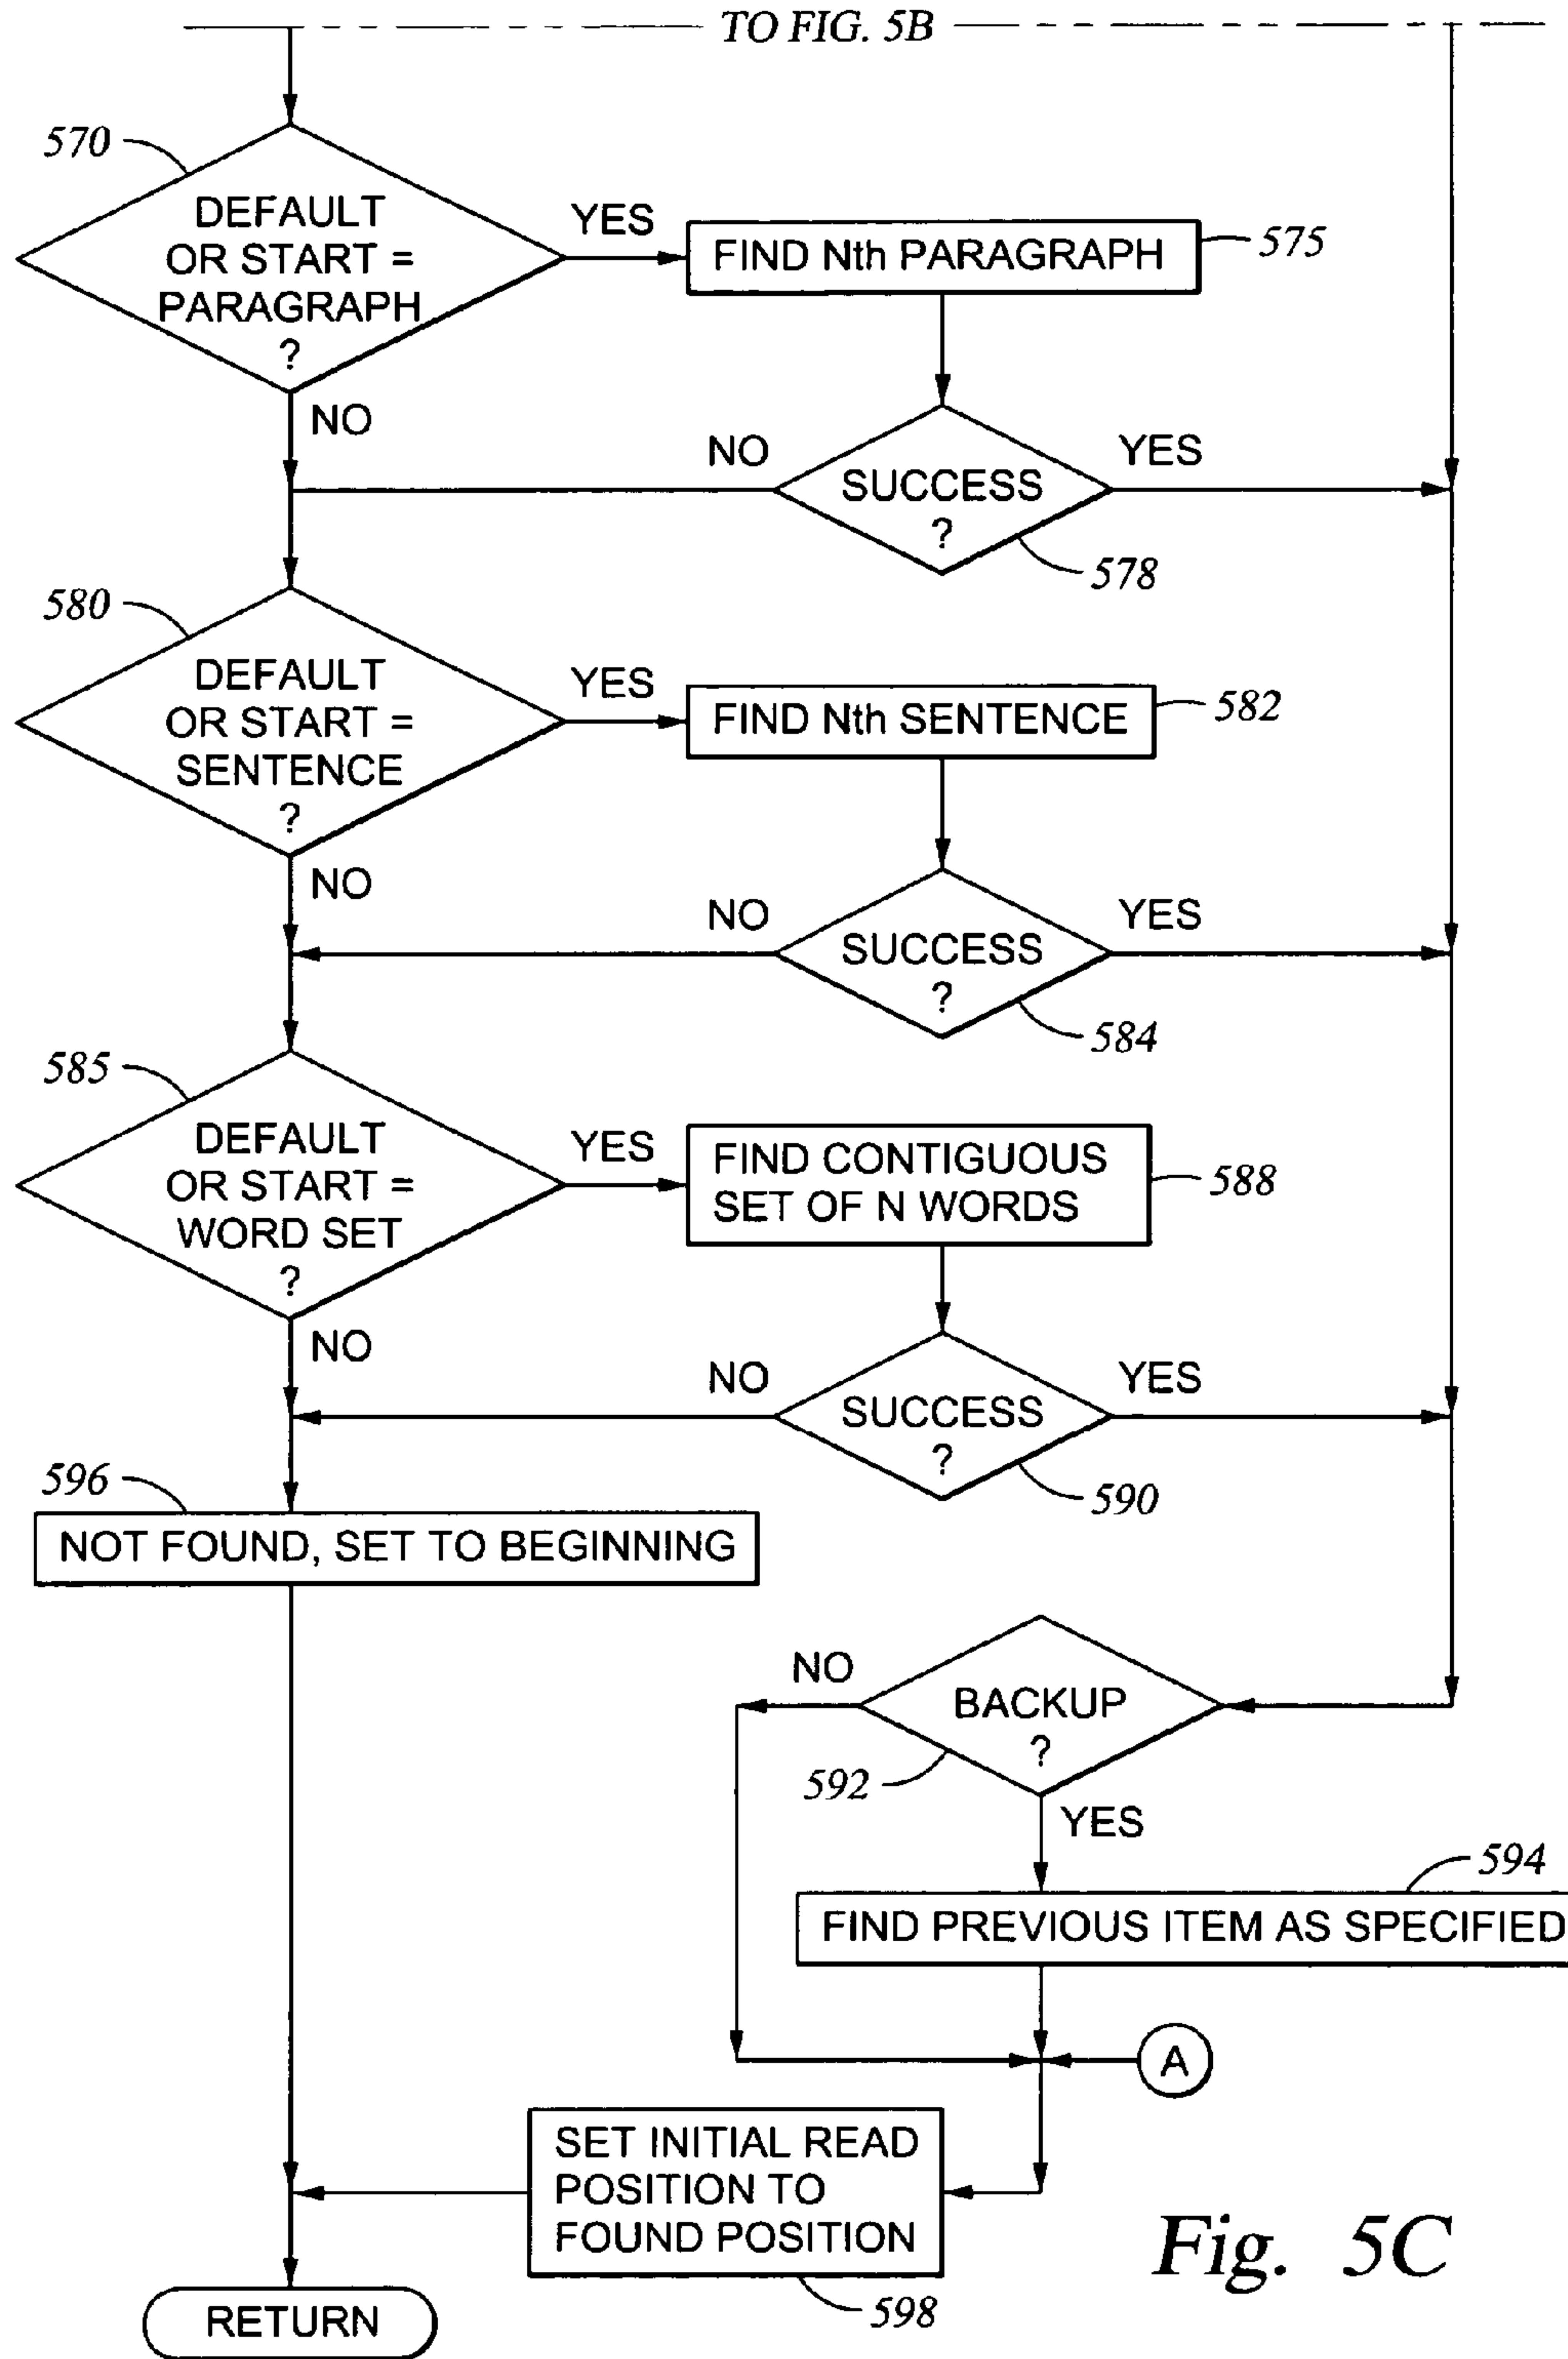 TO FIG. 5B
570
DEFAULT
OR START =
PARAGRAPH
?
YES
FIND Nth PARAGRAPH
575
NO
NO
SUCCESS
?
YES
578
580
DEFAULT
OR START =
SENTENCE
?
YES
FIND Nth SENTENCE
582
NO
NO
SUCCESS
?
YES
584
585
DEFAULT
OR START =
WORD SET
?
YES
FIND CONTIGUOUS
SET OF N WORDS
588
NO
NO
SUCCESS
?
YES
590
596
NOT FOUND, SET TO BEGINNING
NO
BACKUP
?
592
YES
594
FIND PREVIOUS ITEM AS SPECIFIED
A
SET INITIAL READ
POSITION TO
FOUND POSITION
598
RETURN
Fig. 5C